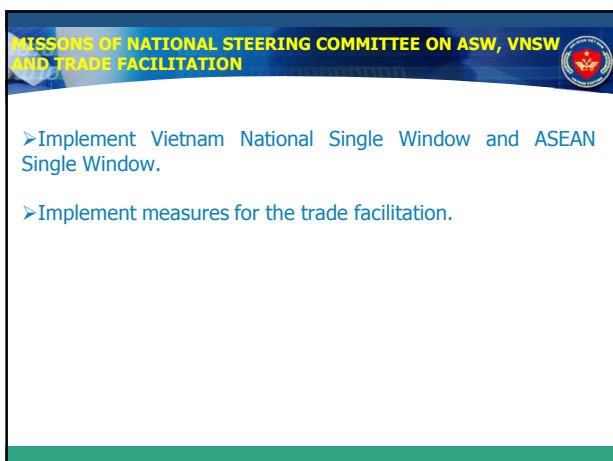 MISSONS OF NATIONAL STEERING COMMITTEE ON ASW, VNSW
AND TRADE FACILITATION
➢Implement Vietnam National Single Window and ASEAN
Single Window.
➢Implement measures for the trade facilitation.